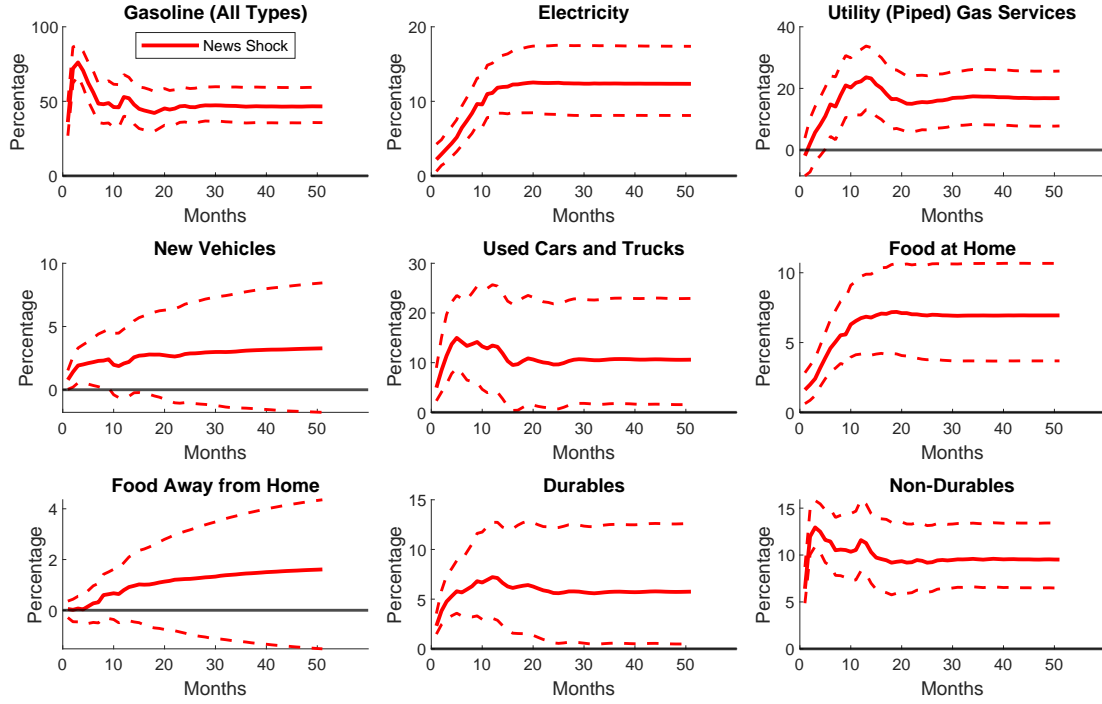 Gasoline (All Types)
Percentage
100
50
0
News Shock
0 10 20 30 40 50
Months
Electricity
Percentage
20
10
0
0 10 20 30 40 50
Months
Utility (Piped) Gas Services
Percentage
40
20
0
0 10 20 30 40 50
Months
New Vehicles
Percentage
10
5
0
0 10 20 30 40 50
Months
Used Cars and Trucks
Percentage
30
20
10
0
0 10 20 30 40 50
Months
Food at Home
Percentage
10
5
0
0 10 20 30 40 50
Months
Food Away from Home
Percentage
4
2
0
0 10 20 30 40 50
Months
Durables
Percentage
15
10
5
0
0 10 20 30 40 50
Months
Non-Durables
Percentage
15
10
5
0
0 10 20 30 40 50
Months